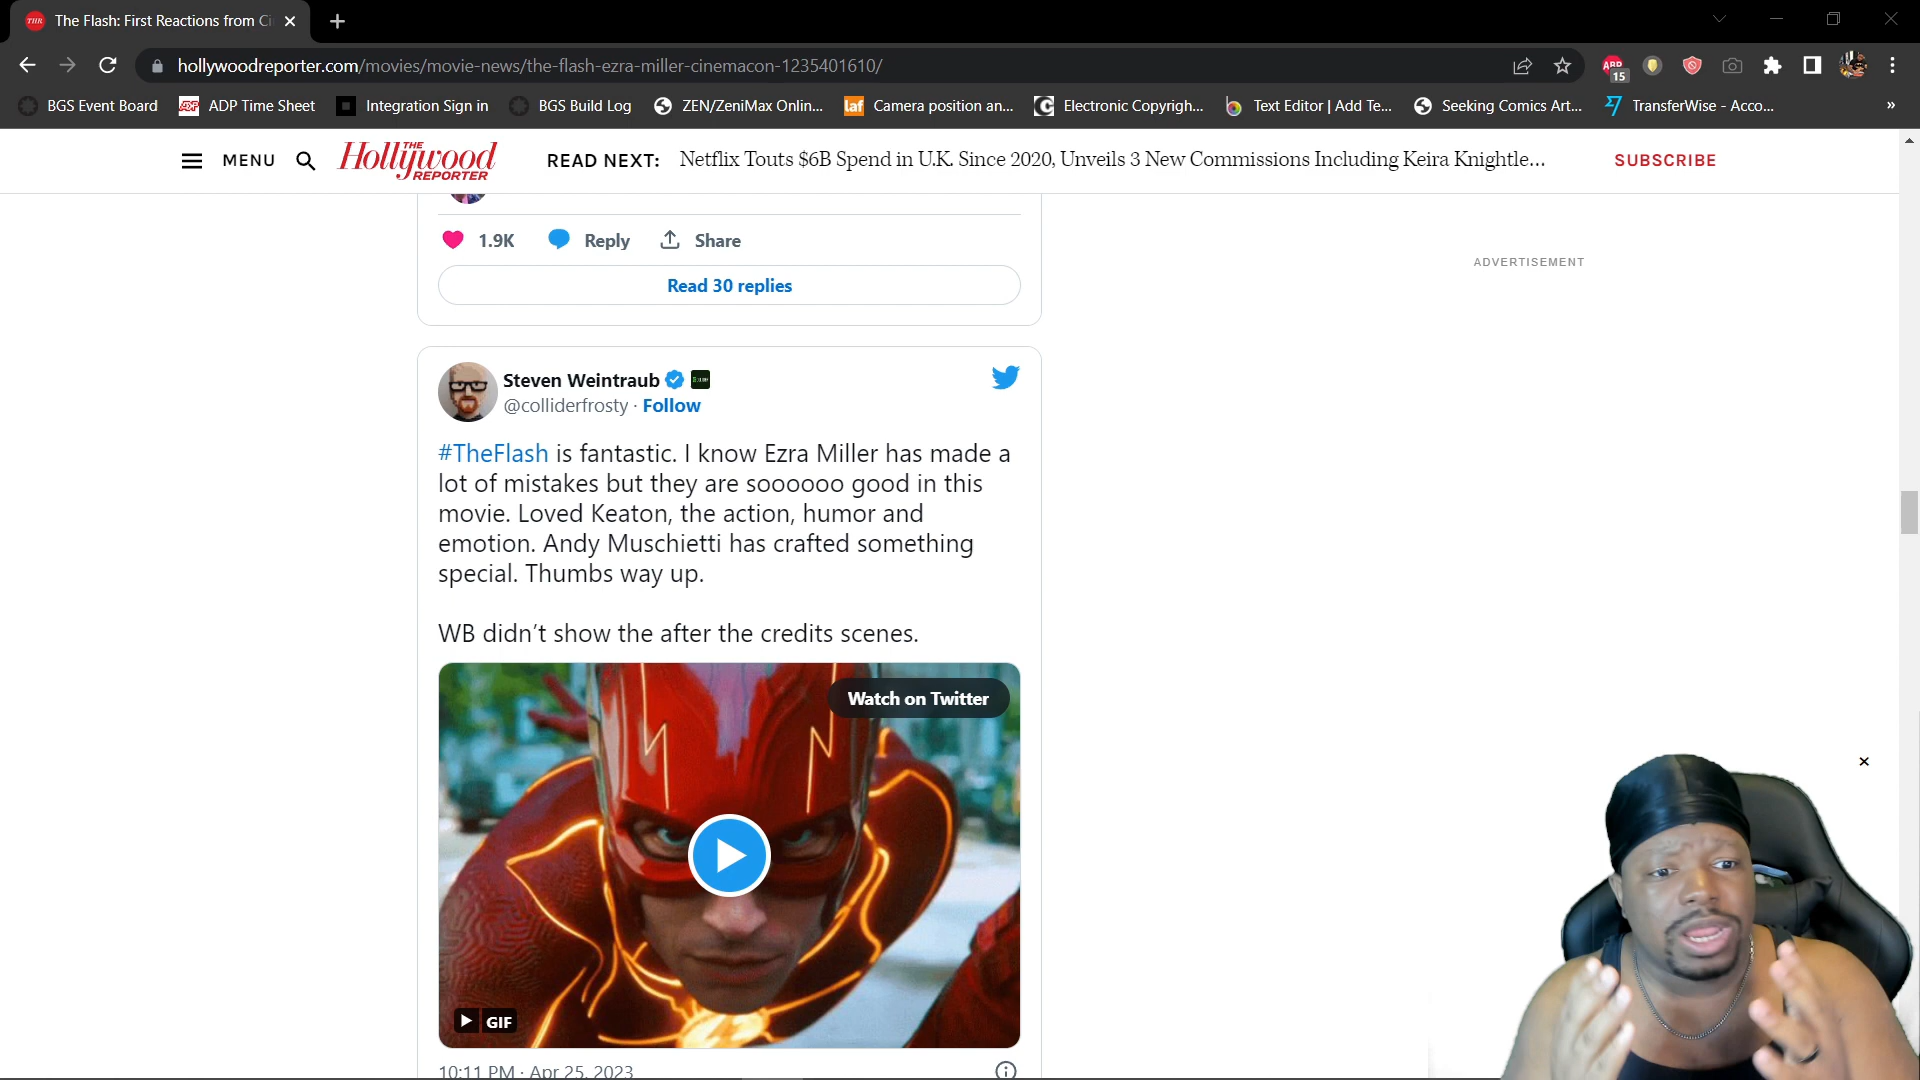 The Flash: First Reactions from Ci
hollywoodreporter.com/movies/movie-news/the-flash-ezra-miller-cinemacon-1235401610/
ABP
15
BGS Event Board
ADP Time Sheet
Integration Sign in
BGS Build Log
ZEN/ZeniMax Onlin...
laf
Camera position an...
Electronic Copyrigh...
Text Editor | Add Te...
Seeking Comics Art...
TransferWise - Acco...
MENU
THE
Hollywood
REPORTER
READ NEXT: Netflix Touts $6B Spend in U.K. Since 2020, Unveils 3 New Commissions Including Keira Knightle...
SUBSCRIBE
1.9K
Reply
Share
Read 30 replies
ADVERTISEMENT
Steven Weintraub
@colliderfrosty · Follow
#TheFlash is fantastic. I know Ezra Miller has made a
lot of mistakes but they are soooooo good in this
movie. Loved Keaton, the action, humor and
emotion. Andy Muschietti has crafted something
special. Thumbs way up.
WB didn't show the after the credits scenes.
Watch on Twitter
GIF
10:11 PM · Apr 25, 2023